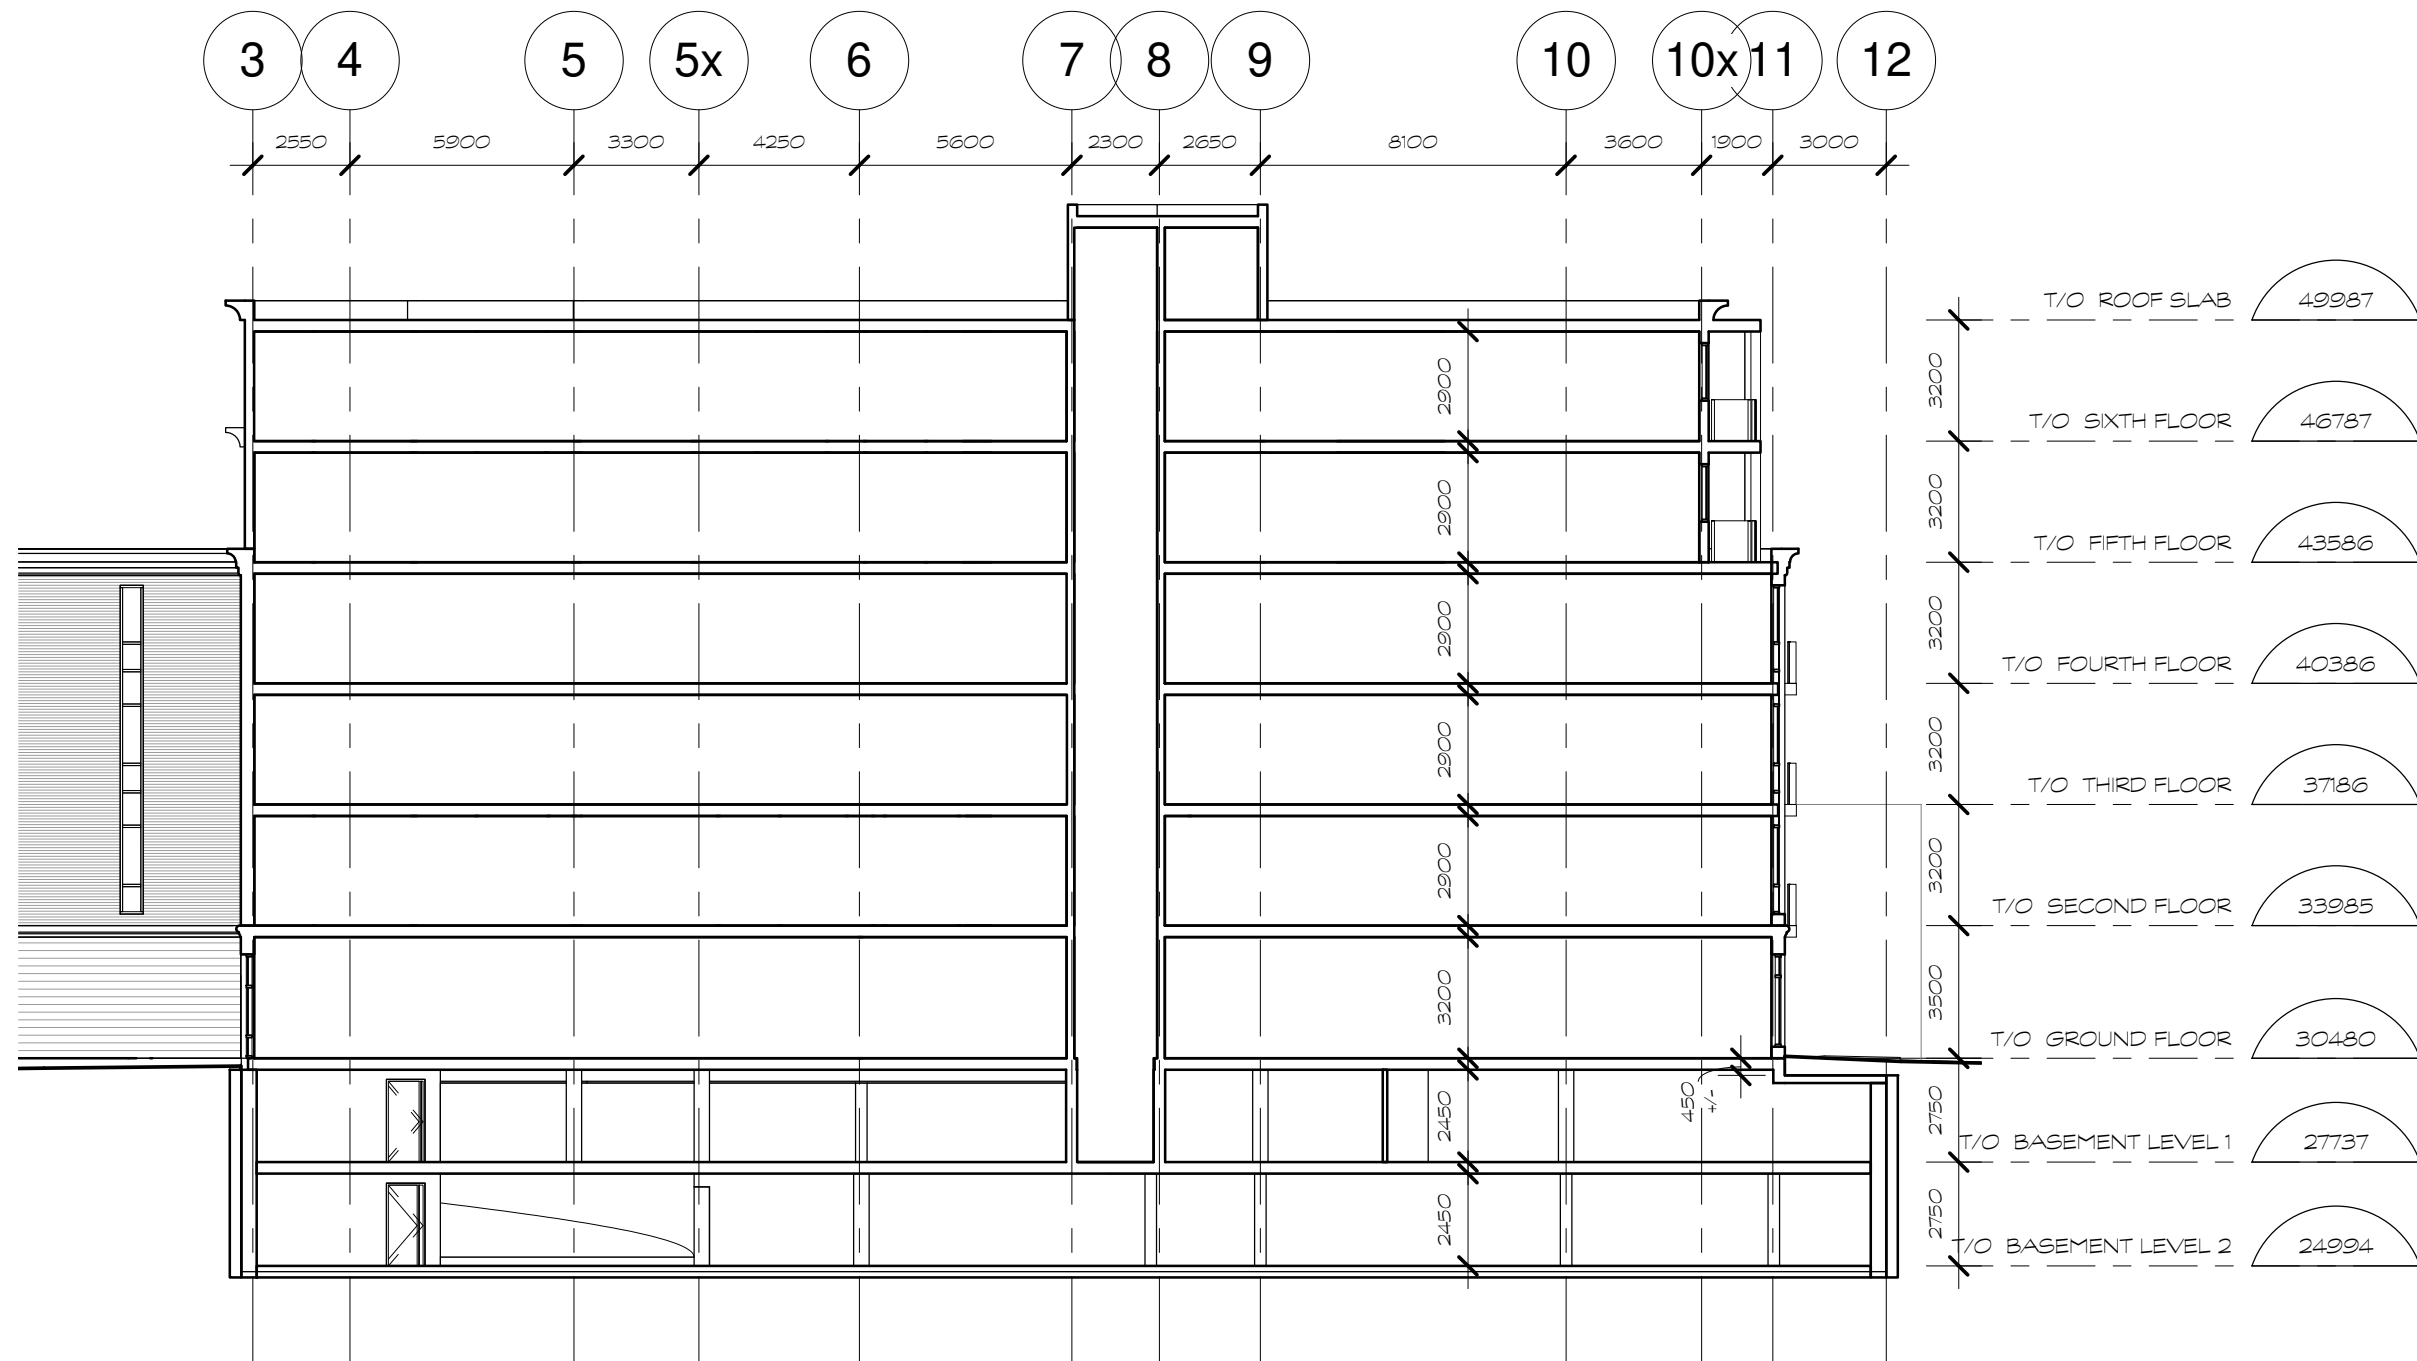 3 4 5 5x 6 7 8 9 10 10x 11 12
2550 5900 3300 4250 5600 2300 2650 8100 3600 1900 3000
T/O ROOF SLAB 49987
2900 3200
T/O SIXTH FLOOR 46787
2900 3200
T/O FIFTH FLOOR 43586
2900 3200
T/O FOURTH FLOOR 40386
2900 3200
T/O THIRD FLOOR 37186
2900 3200
T/O SECOND FLOOR 33985
3200 3500
T/O GROUND FLOOR 30480
2450 450 2750
+/-
T/O BASEMENT LEVEL 1 27737
2450 2750
T/O BASEMENT LEVEL 2 24994